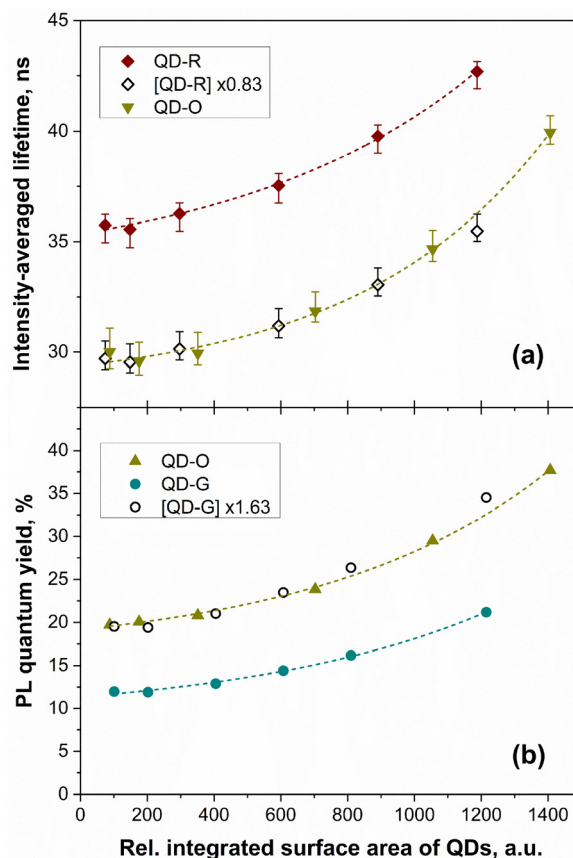 Intensity-averaged lifetime, ns
45
40
35
30
QD-R
[QD-R] x0.83
QD-O
(a)
PL quantum yield, %
40
35
30
25
20
15
10
5
0
QD-O
QD-G
[QD-G] x1.63
(b)
0 200 400 600 800 1000 1200 1400
Rel. integrated surface area of QDs, a.u.